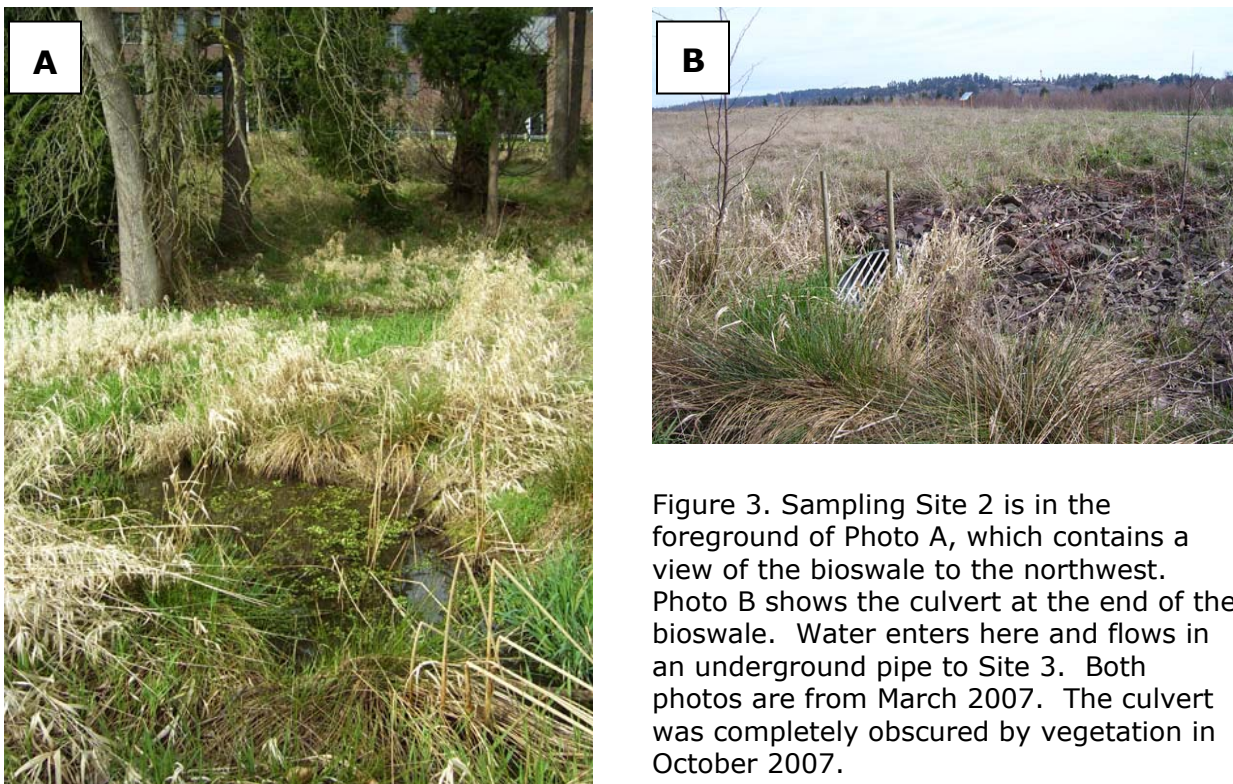 A
B
Figure 3. Sampling Site 2 is in the
foreground of Photo A, which contains a
view of the bioswale to the northwest.
Photo B shows the culvert at the end of the
bioswale. Water enters here and flows in
an underground pipe to Site 3. Both
photos are from March 2007. The culvert
was completely obscured by vegetation in
October 2007.